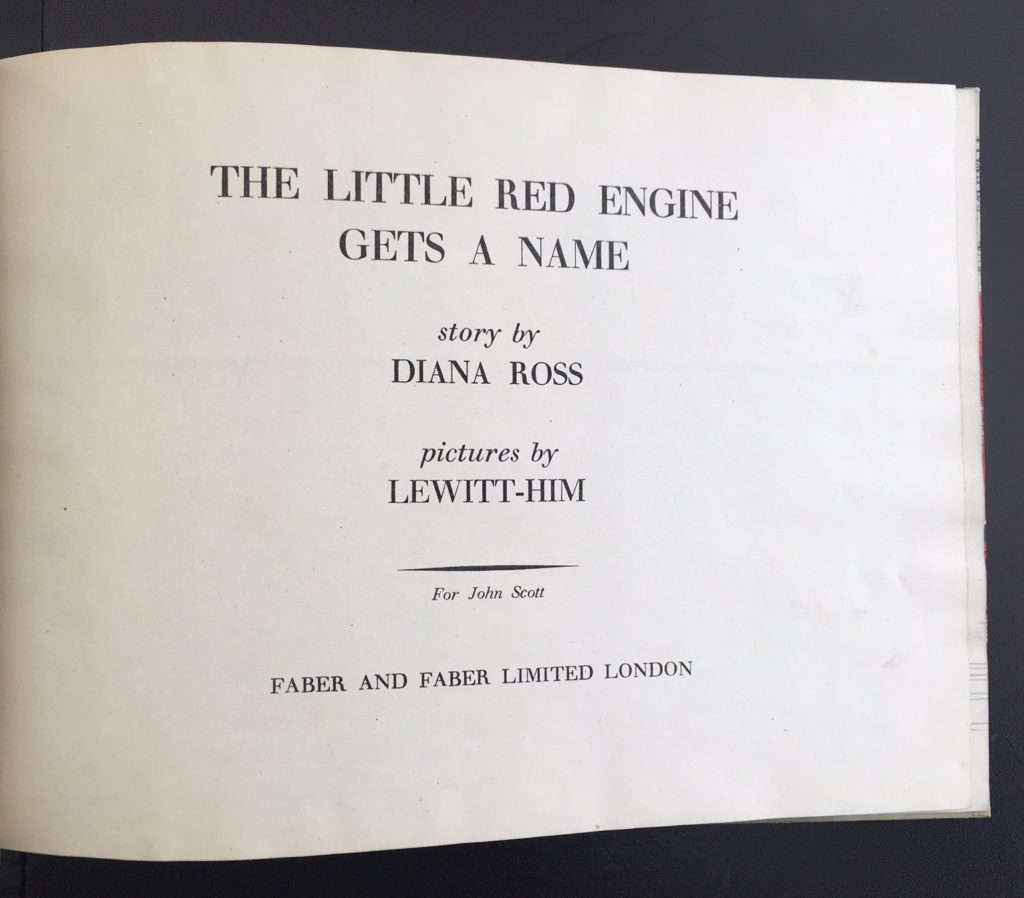 THE LITTLE RED ENGINE
GETS A NAME
story by
DIANA ROSS
pictures by
LEWITT-HIM
For John Scott
FABER AND FABER LIMITED LONDON